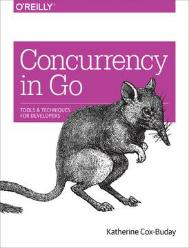 O'REILLY®
Concurrency
in Go
TOOLS & TECHNIQUES
FOR DEVELOPERS
Katherine Cox-Buday